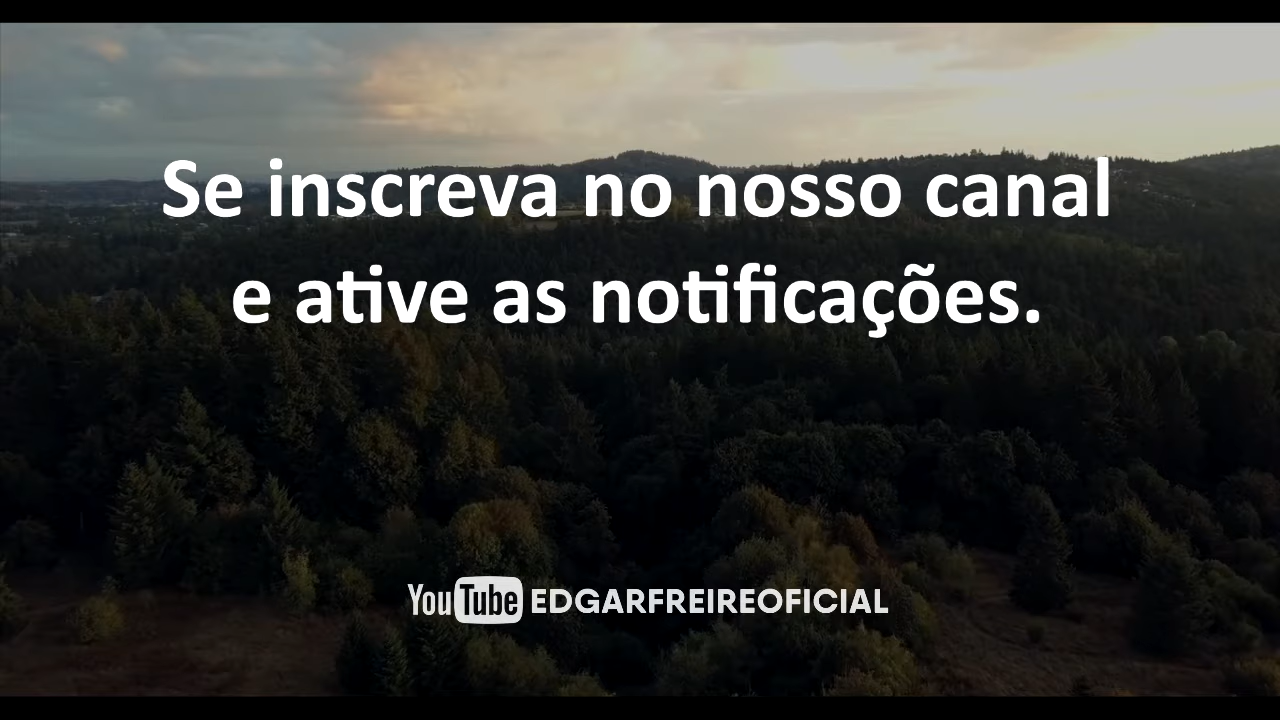 Se inscreva no nosso canal
e ative as notificações.
YouTube EDGARFREIREOFICIAL